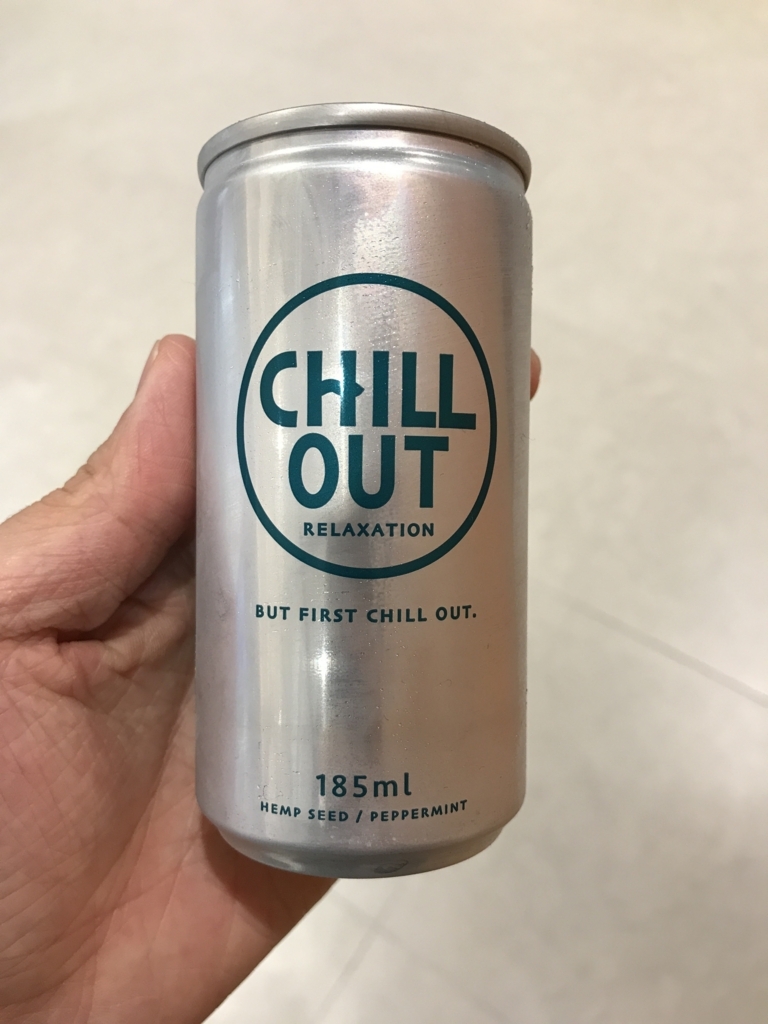 CHILL
OUT
RELAXATION
BUT FIRST CHILL OUT.
185ml
HEMP SEED / PEPPERMINT